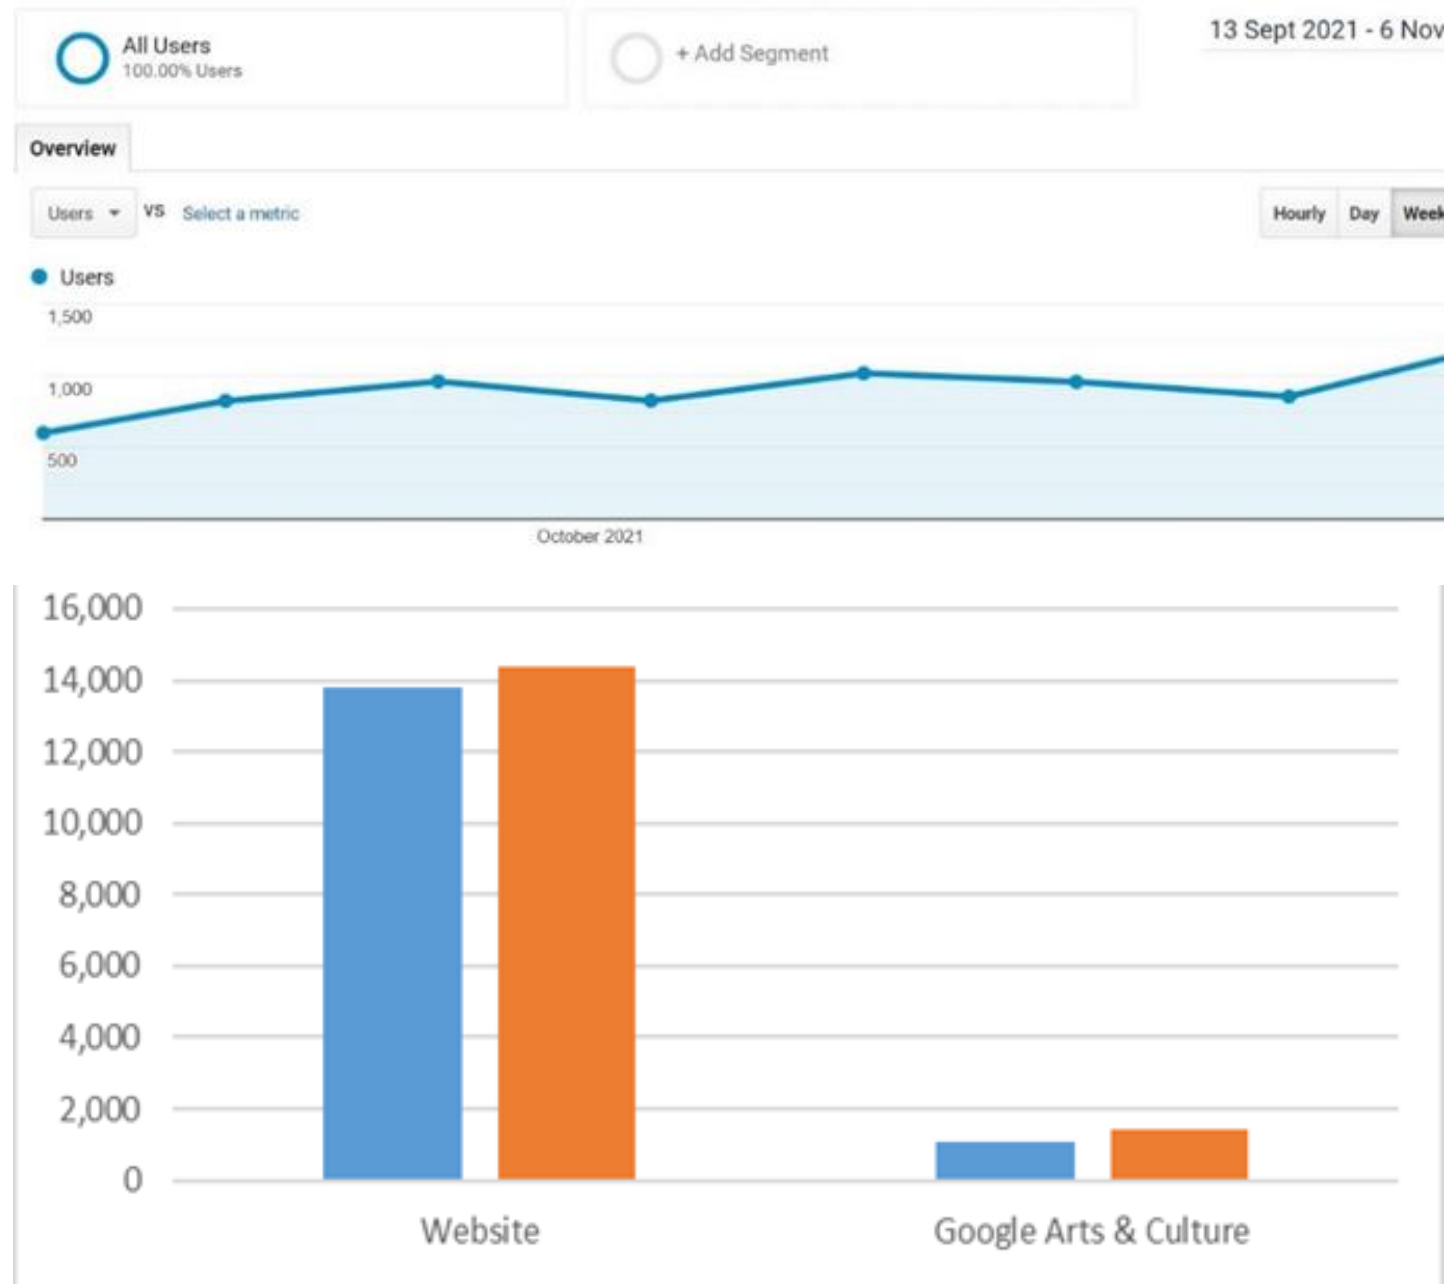 All Users
100.00% Users
+ Add Segment
13 Sept 2021 - 6 Nov
Overview
Users VS Select a metric
Hourly Day Week
Users
1,500
1,000
500
October 2021
16,000
14,000
12,000
10,000
8,000
6,000
4,000
2,000
0
Website Google Arts & Culture